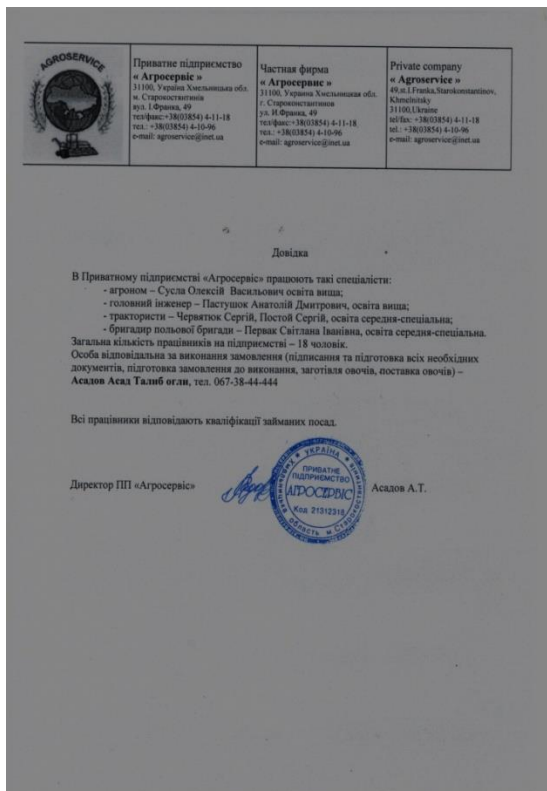 AGROSERVICE
Приватне підприємство
« Агросервіс »
31100, Україна Хмельницька обл.
м. Старокостянтинів
вул. І.Франка, 49
тел/факс:+38(03854) 4-11-18
тел.: +38(03854) 4-10-96
e-mail: agroservice@inet.ua
Частная фирма
« Агросервис »
31100, Украина Хмельницкая обл.
г. Староконстантинов
ул. И.Франка, 49
тел/факс:+38(03854) 4-11-18
тел.: +38(03854) 4-10-96
e-mail: agroservice@inet.ua
Private company
« Agroservice »
49,st.I.Franka,Starokonstantinov,
Khmelnitsky
31100,Ukraine
tel/fax: +38(03854) 4-11-18
tel.: +38(03854) 4-10-96
e-mail: agroservice@inet.ua
Довідка
В Приватному підприємстві «Агросервіс» працюють такі спеціалісти:
- агроном – Сусла Олексій Васильович освіта вища;
- головний інженер – Пастушок Анатолій Дмитрович, освіта вища;
- трактористи – Червятюк Сергій, Постой Сергій, освіта середня-спеціальна;
- бригадир польової бригади – Первак Світлана Іванівна, освіта середня-спеціальна.
Загальна кількість працівників на підприємстві – 18 чоловік.
Особа відповідальна за виконання замовлення (підписання та підготовка всіх необхідних
документів, підготовка замовлення до виконання, заготівля овочів, поставка овочів) –
Асадов Асад Талиб огли, тел. 067-38-44-444
Всі працівники відповідають кваліфікації займаних посад.
Директор ПП «Агросервіс»
Асадов А.Т.
УКРАЇНА
ПРИВАТНЕ
ПІДПРИЄМСТВО
АГРОСЕРВІС
Код 21312318
область м